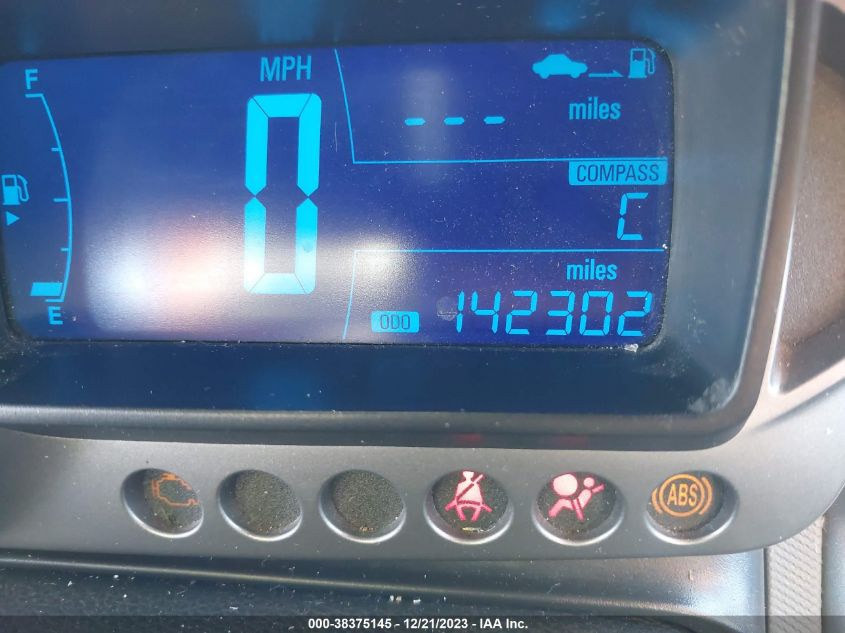 F
MPH
0
- - -
miles
COMPASS
C
E
miles
ODO 142302
ABS
000-38375145 - 12/21/2023 - IAA Inc.